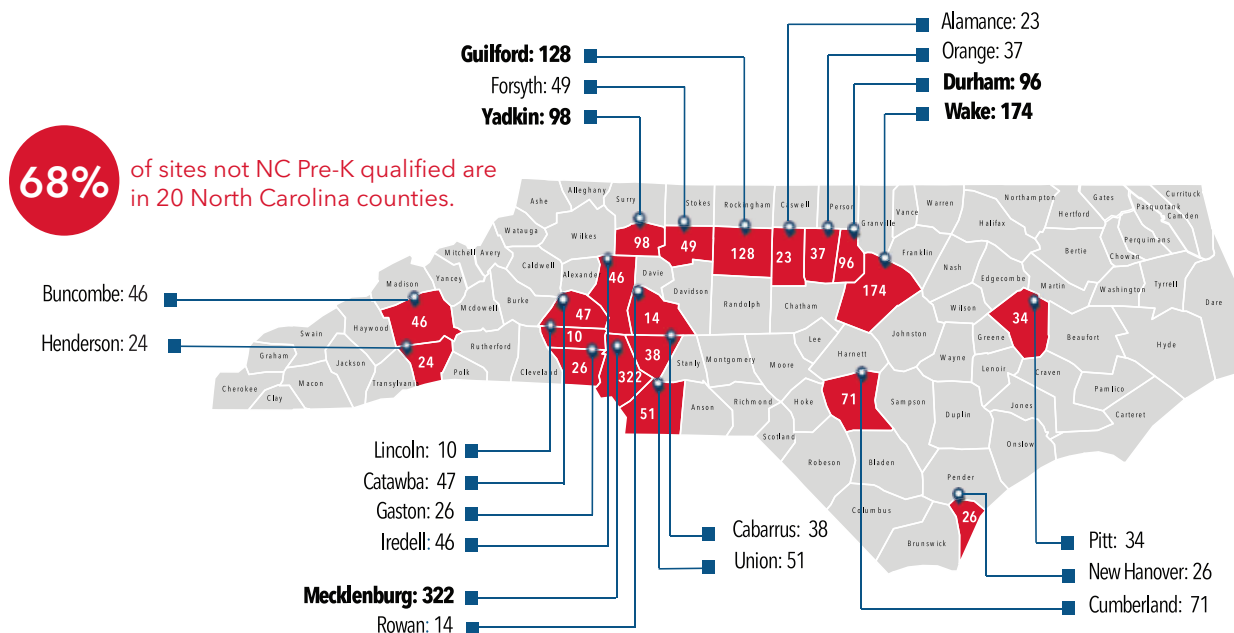 Guilford: 128
Forsyth: 49
Yadkin: 98
Alamance: 23
Orange: 37
Durham: 96
Wake: 174
68%
of sites not NC Pre-K qualified are
in 20 North Carolina counties.
Buncombe: 46
Henderson: 24
Lincoln: 10
Catawba: 47
Gaston: 26
Iredell: 46
Mecklenburg: 322
Rowan: 14
Cabarrus: 38
Union: 51
Pitt: 34
New Hanover: 26
Cumberland: 71
Alleghany
Ashe
Surry
Stokes
Rockingham
Caswell
Person
Granville
Vance
Warren
Northampton
Gates
Currituck
Pasquotank
Camden
Hertford
Halifax
Perquimans
Chowan
Bertie
Watauga
Wilkes
Mitchell
Avery
Caldwell
Alexander
Davie
Davidson
Randolph
Chatham
Franklin
Nash
Edgecombe
Martin
Washington
Tyrrell
Dare
Madison
Yancey
Mcdowell
Burke
Wilson
Greene
Beaufort
Hyde
Swain
Haywood
Rutherford
Cleveland
Stanly
Montgomery
Moore
Lee
Harnett
Johnston
Wayne
Lenoir
Craven
Pamlico
Graham
Jackson
Cherokee
Clay
Macon
Transylvania
Polk
Anson
Richmond
Hoke
Scotland
Sampson
Duplin
Jones
Carteret
Onslow
Robeson
Bladen
Pender
Columbus
Brunswick
98
49
128
23
37
96
174
46
47
14
10
38
26
322
51
46
24
34
71
26